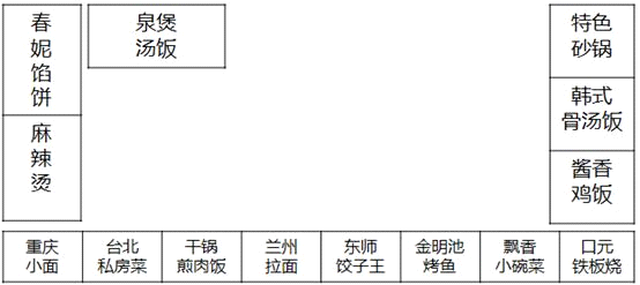 春
妮
馅
饼
麻
辣
烫
泉煲
汤饭
特色
砂锅
韩式
骨汤饭
酱香
鸡饭
重庆
小面
台北
私房菜
干锅
煎肉饭
兰州
拉面
东师
饺子王
金明池
烤鱼
飘香
小碗菜
口元
铁板烧